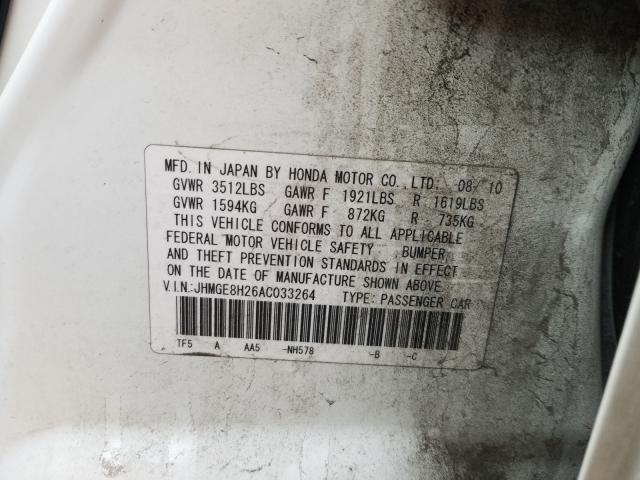 MFD. IN JAPAN BY HONDA MOTOR CO.,LTD. 08/10
GVWR 3512LBS GAWR F 1921LBS R 1619LBS
GVWR 1594KG GAWR F 872KG R 735KG
THIS VEHICLE CONFORMS TO ALL APPLICABLE
FEDERAL MOTOR VEHICLE SAFETY, BUMPER,
AND THEFT PREVENTION STANDARDS IN EFFECT
ON THE DATE OF MANUFACTURE SHOWN ABOVE.
V.I.N.:JHMGE8H26AC033264 TYPE: PASSENGER CAR
TF5 A AA5 -NH578 -B -C